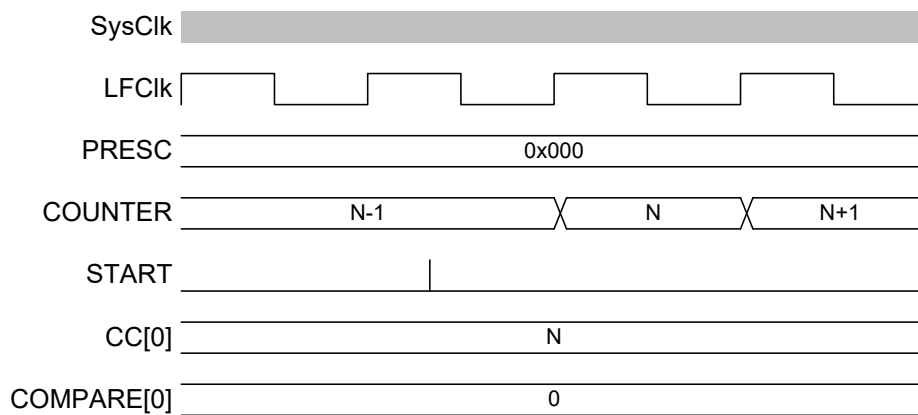 SysClk
LFClk
PRESC 0x000
COUNTER N-1 N N+1
START
CC[0] N
COMPARE[0] 0